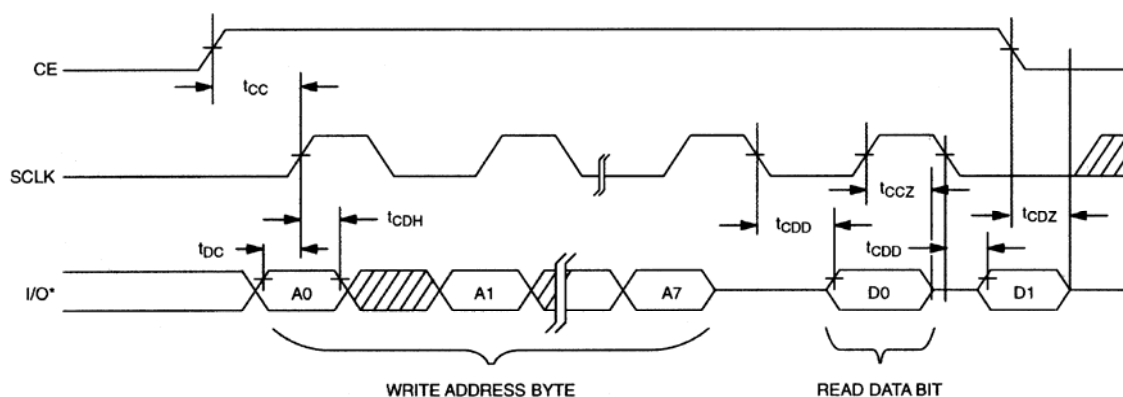 CE
tCC
SCLK
tCCZ
tCDH
tCDD
tCDZ
tDC
tCDD
I/O*
A0
A1
A7
D0
D1
WRITE ADDRESS BYTE
READ DATA BIT